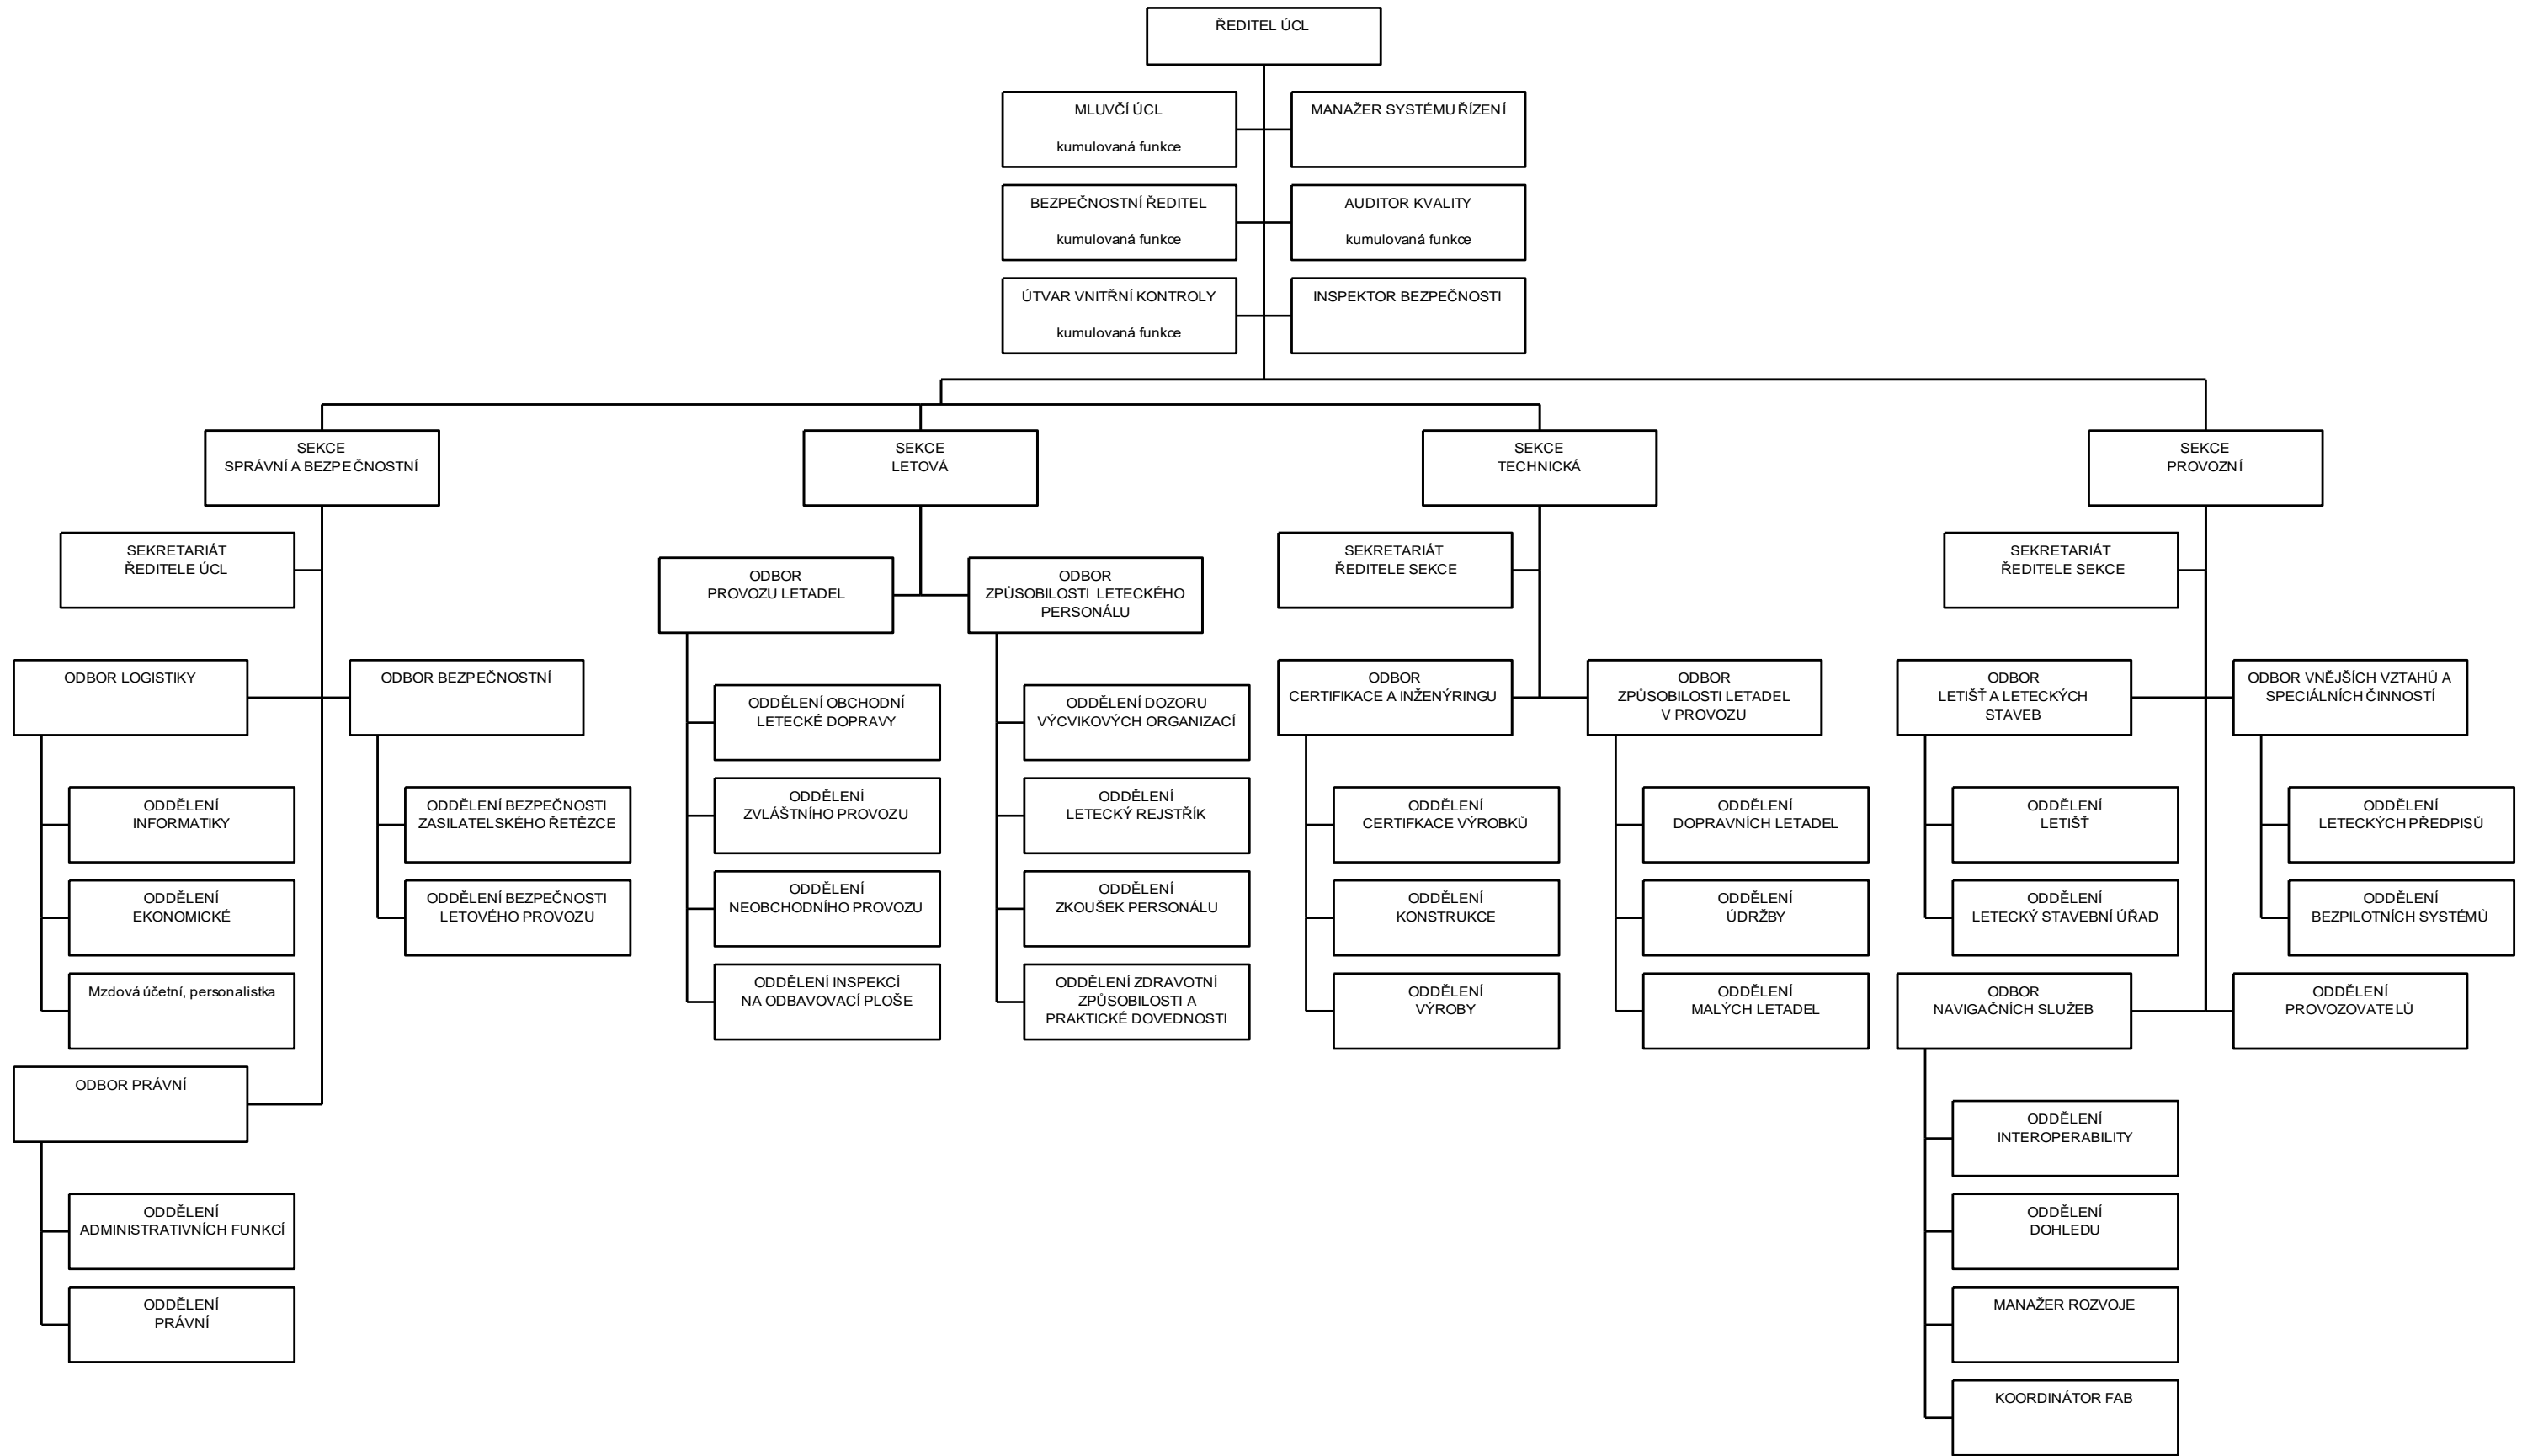 ŘEDITEL ÚCL
MLUVČÍ ÚCL
kumulovaná funkce
MANAŽER SYSTÉMU ŘÍZENÍ
BEZPEČNOSTNÍ ŘEDITEL
kumulovaná funkce
AUDITOR KVALITY
kumulovaná funkce
ÚTVAR VNITŘNÍ KONTROLY
kumulovaná funkce
INSPEKTOR BEZPEČNOSTI
SEKCE
SPRÁVNÍ A BEZPEČNOSTNÍ
SEKCE
LETOVÁ
SEKCE
TECHNICKÁ
SEKCE
PROVOZNÍ
SEKRETARIÁT
ŘEDITELE ÚCL
ODBOR LOGISTIKY
ODBOR BEZPEČNOSTNÍ
ODDĚLENÍ
INFORMATIKY
ODDĚLENÍ
EKONOMICKÉ
Mzdová účetní, personalistka
ODDĚLENÍ BEZPEČNOSTI
ZASILATELSKÉHO ŘETĚZCE
ODDĚLENÍ BEZPEČNOSTI
LETOVÉHO PROVOZU
ODBOR PRÁVNÍ
ODDĚLENÍ
ADMINISTRATIVNÍCH FUNKCÍ
ODDĚLENÍ
PRÁVNÍ
ODBOR
PROVOZU LETADEL
ODDĚLENÍ OBCHODNÍ
LETECKÉ DOPRAVY
ODDĚLENÍ
ZVLÁŠTNÍHO PROVOZU
ODDĚLENÍ
NEOBCHODNÍHO PROVOZU
ODDĚLENÍ INSPEKCÍ
NA ODBAVOVACÍ PLOŠE
ODBOR
ZPŮSOBILOSTI LETECKÉHO
PERSONÁLU
ODDĚLENÍ DOZORU
VÝCVIKOVÝCH ORGANIZACÍ
ODDĚLENÍ
LETECKÝ REJSTŘÍK
ODDĚLENÍ
ZKOUŠEK PERSONÁLU
ODDĚLENÍ ZDRAVOTNÍ
ZPŮSOBILOSTI A
PRAKTICKÉ DOVEDNOSTI
SEKRETARIÁT
ŘEDITELE SEKCE
ODBOR
CERTIFIKACE A INŽENÝRINGU
ODDĚLENÍ
CERTIFKACE VÝROBKŮ
ODDĚLENÍ
KONSTRUKCE
ODDĚLENÍ
VÝROBY
ODBOR
ZPŮSOBILOSTI LETADEL
V PROVOZU
ODDĚLENÍ
DOPRAVNÍCH LETADEL
ODDĚLENÍ
ÚDRŽBY
ODDĚLENÍ
MALÝCH LETADEL
SEKRETARIÁT
ŘEDITELE SEKCE
ODBOR
LETIŠŤ A LETECKÝCH
STAVEB
ODDĚLENÍ
LETIŠŤ
ODDĚLENÍ
LETECKÝ STAVEBNÍ ÚŘAD
ODBOR VNĚJŠÍCH VZTAHŮ A
SPECIÁLNÍCH ČINNOSTÍ
ODDĚLENÍ
LETECKÝCH PŘEDPISŮ
ODDĚLENÍ
BEZPILOTNÍCH SYSTÉMŮ
ODBOR
NAVIGAČNÍCH SLUŽEB
ODDĚLENÍ
PROVOZOVATELŮ
ODDĚLENÍ
INTEROPERABILITY
ODDĚLENÍ
DOHLEDU
MANAŽER ROZVOJE
KOORDINÁTOR FAB